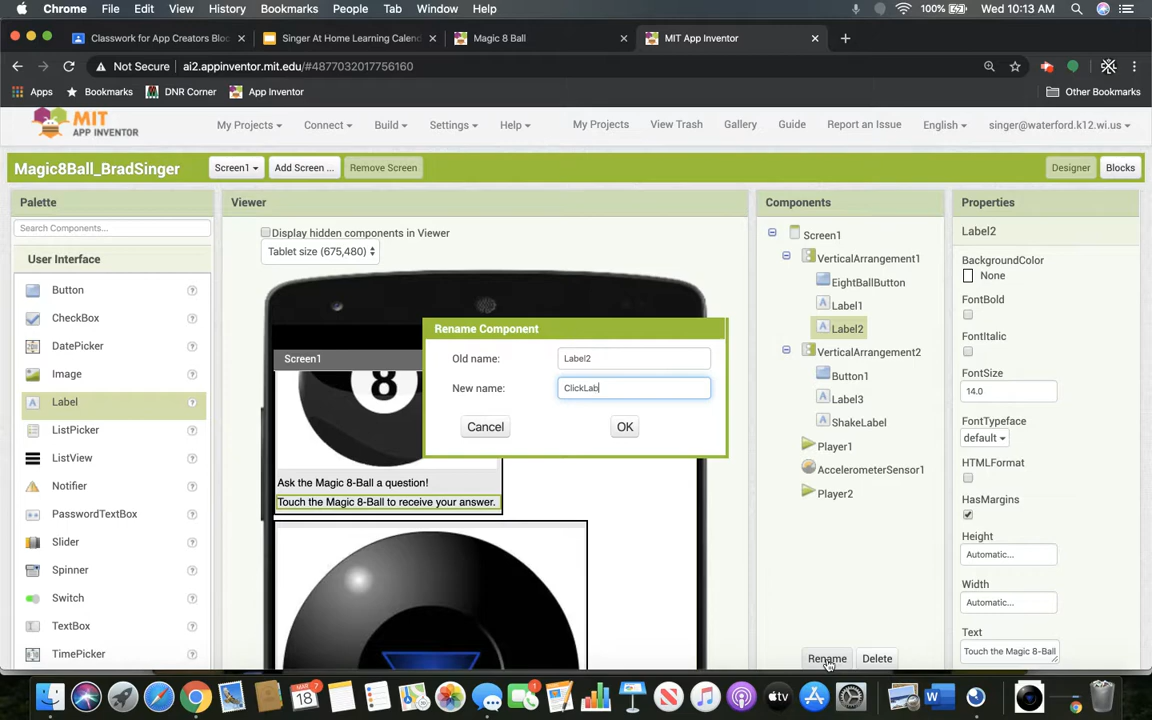 Chrome File Edit View History Bookmarks People Tab Window Help 100% Wed 10:13 AM
Classwork for App Creators Blo × Singer At Home Learning Calend × Magic 8 Ball × MIT App Inventor × +
Not Secure ai2.appinventor.mit.edu/#4877032017756160
Apps Bookmarks DNR Corner App Inventor Other Bookmarks
MIT APP INVENTOR
My Projects Connect Build Settings Help My Projects View Trash Gallery Guide Report an Issue English singer@waterford.k12.wi.us
Magic8Ball_BradSinger Screen1 Add Screen ... Remove Screen Designer Blocks
Palette
Search Components...
User Interface
Button ?
CheckBox ?
DatePicker ?
Image ?
Label ?
ListPicker ?
ListView ?
Notifier ?
PasswordTextBox ?
Slider ?
Spinner ?
Switch ?
TextBox ?
TimePicker ?
Viewer
Display hidden components in Viewer
Tablet size (675,480)
Screen1
8
Ask the Magic 8-Ball a question!
Touch the Magic 8-Ball to receive your answer.
Rename Component
Old name: Label2
New name: ClickLab
Cancel OK
Components
Screen1
VerticalArrangement1
EightBallButton
Label1
Label2
VerticalArrangement2
Button1
Label3
ShakeLabel
Player1
AccelerometerSensor1
Player2
Rename Delete
Properties
Label2
BackgroundColor
None
FontBold
FontItalic
FontSize
14.0
FontTypeface
default
HTMLFormat
HasMargins
Height
Automatic...
Width
Automatic...
Text
Touch the Magic 8-Ball